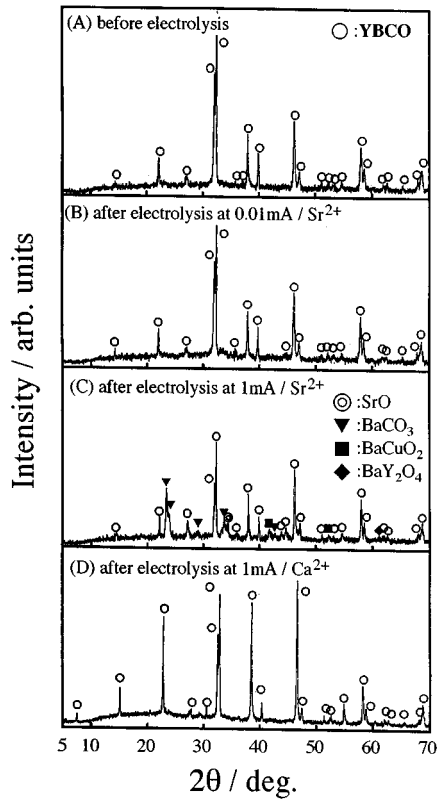 (A) before electrolysis
○ :YBCO
(B) after electrolysis at 0.01mA / Sr²⁺
(C) after electrolysis at 1mA / Sr²⁺
◎ :SrO
▼ :BaCO₃
■ :BaCuO₂
◆ :BaY₂O₄
(D) after electrolysis at 1mA / Ca²⁺
Intensity / arb. units
5 10 20 30 40 50 60 70
2θ / deg.